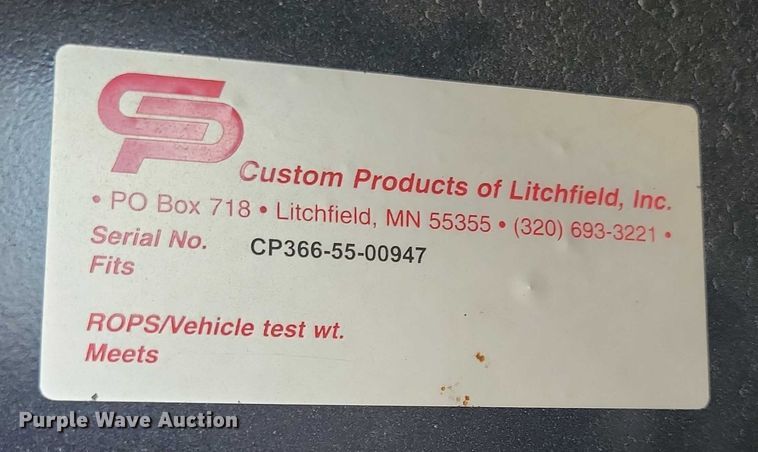 CP
Custom Products of Litchfield, Inc.
• PO Box 718 • Litchfield, MN 55355 • (320) 693-3221 •
Serial No. CP366-55-00947
Fits
ROPS/Vehicle test wt.
Meets
Purple Wave Auction